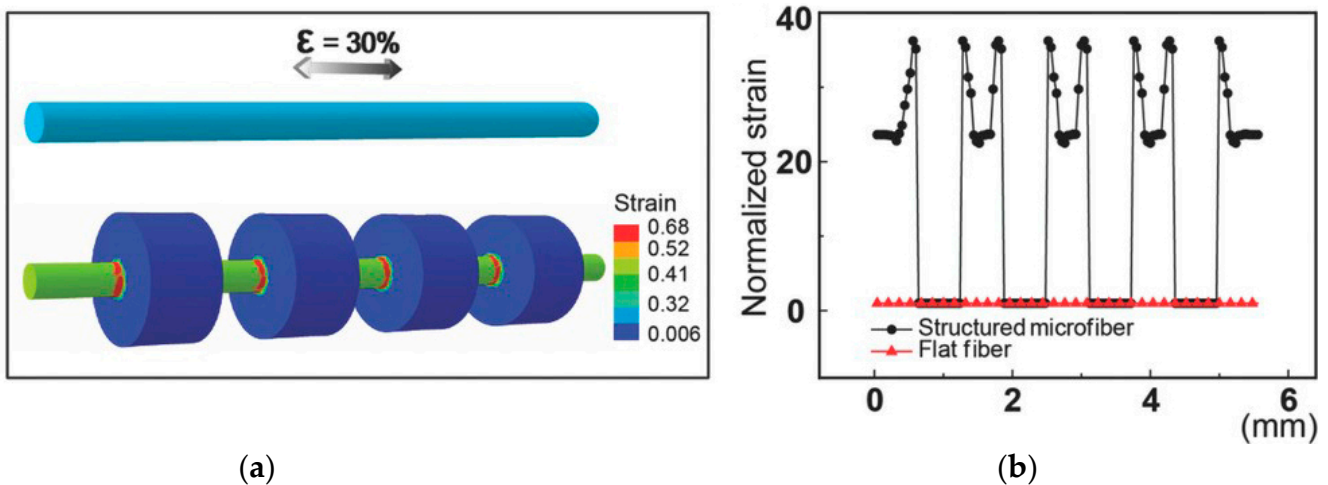 ε = 30%
Strain
0.68
0.52
0.41
0.32
0.006
(a)
Normalized strain
40
20
0
Structured microfiber
Flat fiber
0 2 4 6
(mm)
(b)